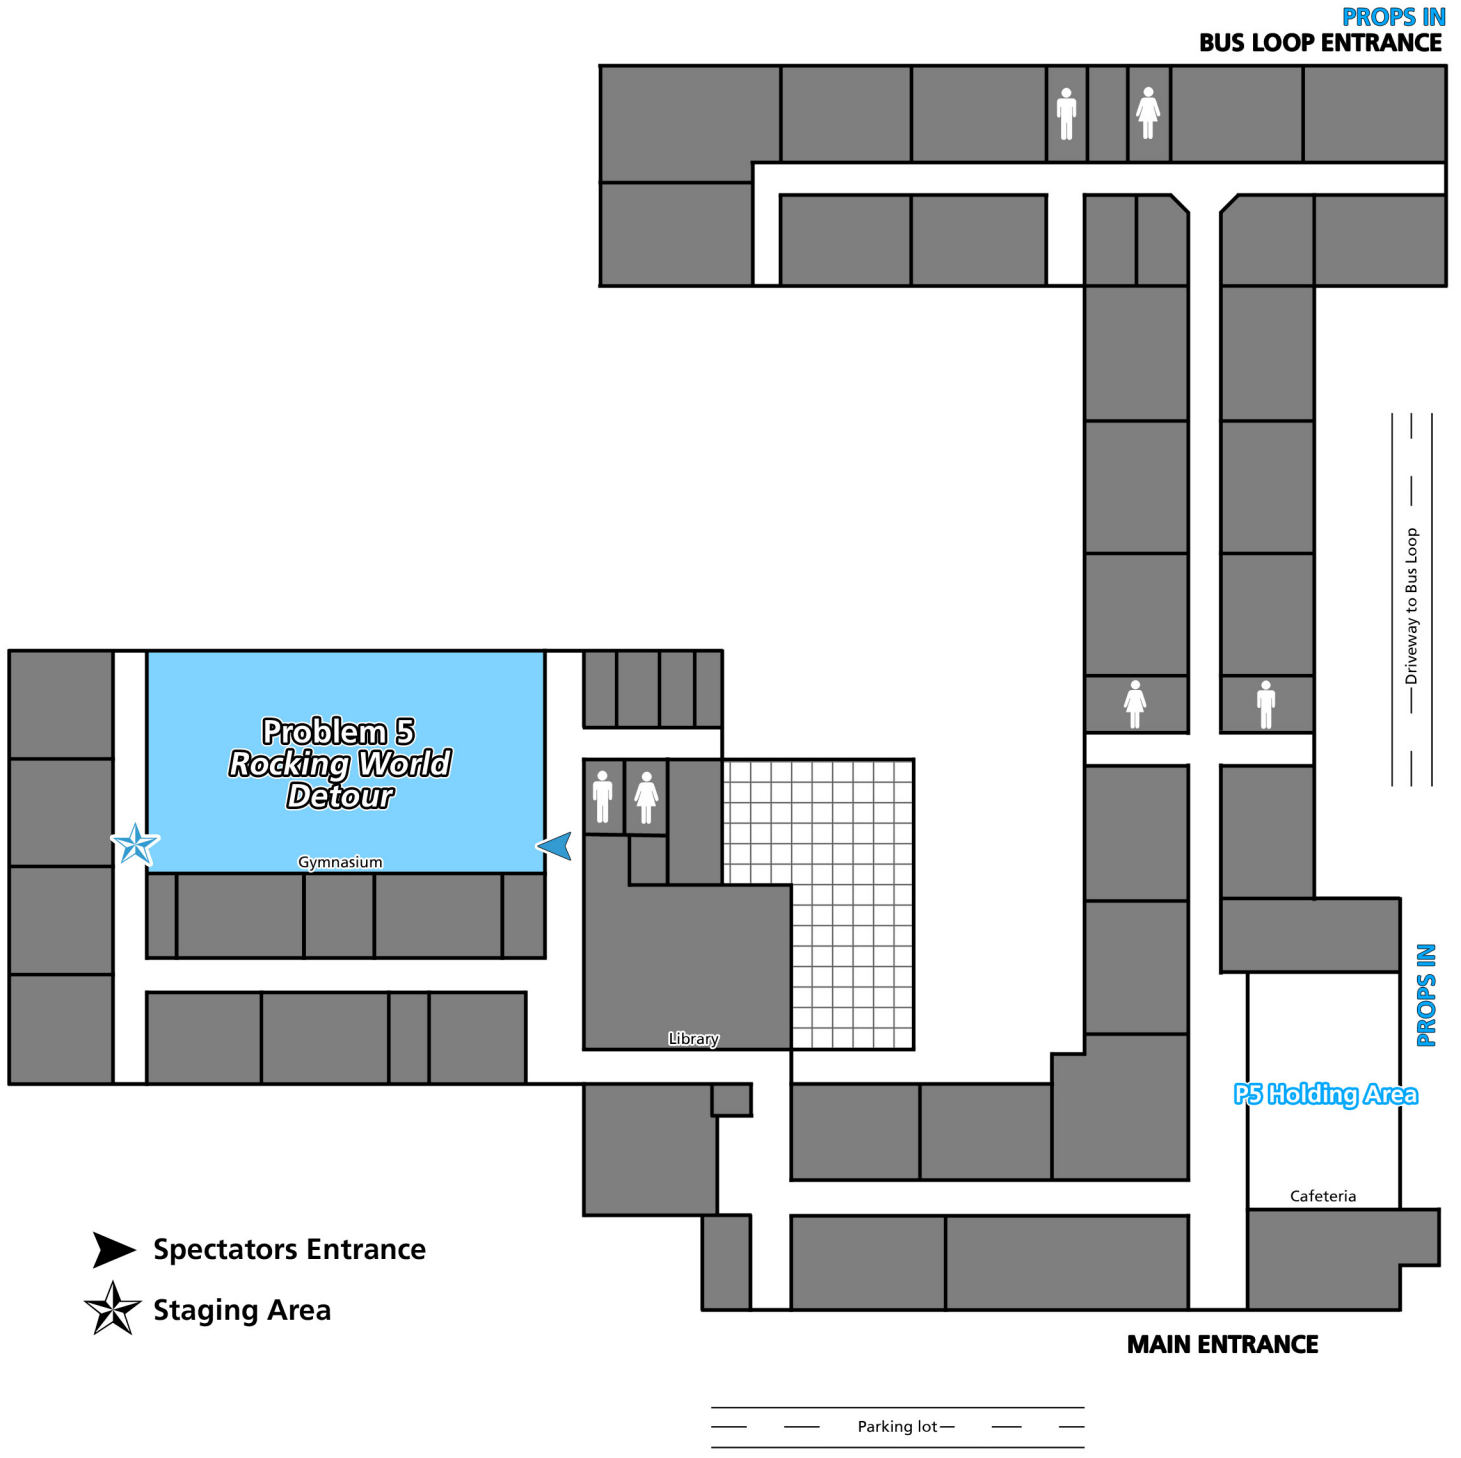 PROPS IN
BUS LOOP ENTRANCE
Driveway to Bus Loop
Problem 5
Rocking World
Detour
Gymnasium
Library
PROPS IN
P5 Holding Area
Cafeteria
Spectators Entrance
Staging Area
MAIN ENTRANCE
Parking lot